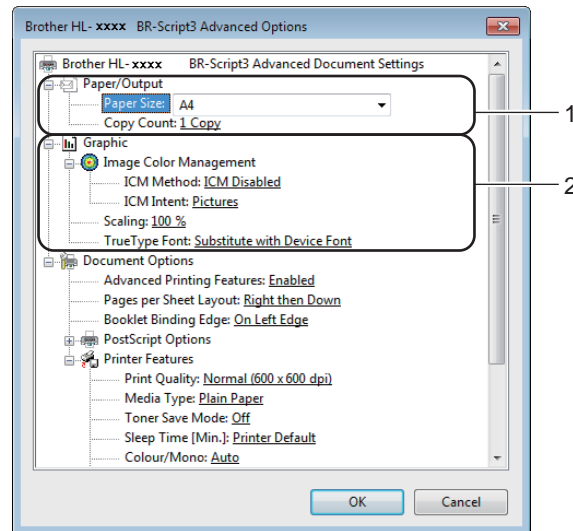 Brother HL- xxxx BR-Script3 Advanced Options
Brother HL- xxxx BR-Script3 Advanced Document Settings
Paper/Output
Paper Size: A4
Copy Count: 1 Copy
1
Graphic
Image Color Management
ICM Method: ICM Disabled
2
ICM Intent: Pictures
Scaling: 100 %
TrueType Font: Substitute with Device Font
Document Options
Advanced Printing Features: Enabled
Pages per Sheet Layout: Right then Down
Booklet Binding Edge: On Left Edge
PostScript Options
Printer Features
Print Quality: Normal (600 x 600 dpi)
Media Type: Plain Paper
Toner Save Mode: Off
Sleep Time [Min.]: Printer Default
Colour/Mono: Auto
OK
Cancel